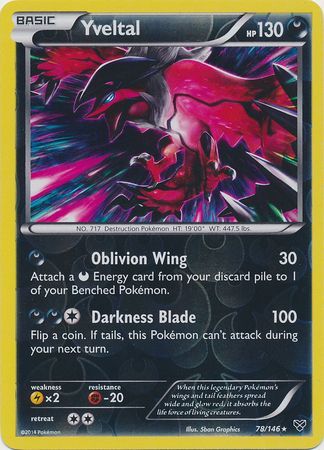 BASIC
Yveltal
HP 130
NO. 717 Destruction Pokémon HT: 19'00" WT: 447.5 lbs.
Oblivion Wing 30
Attach a Energy card from your discard pile to 1
of your Benched Pokémon.
Darkness Blade 100
Flip a coin. If tails, this Pokémon can't attack during
your next turn.
weakness resistance
×2 -20
retreat
When this legendary Pokémon's
wings and tail feathers spread
wide and glow red, it absorbs the
life force of living creatures.
©2014 Pokémon
Illus. 5ban Graphics
78/146 ★